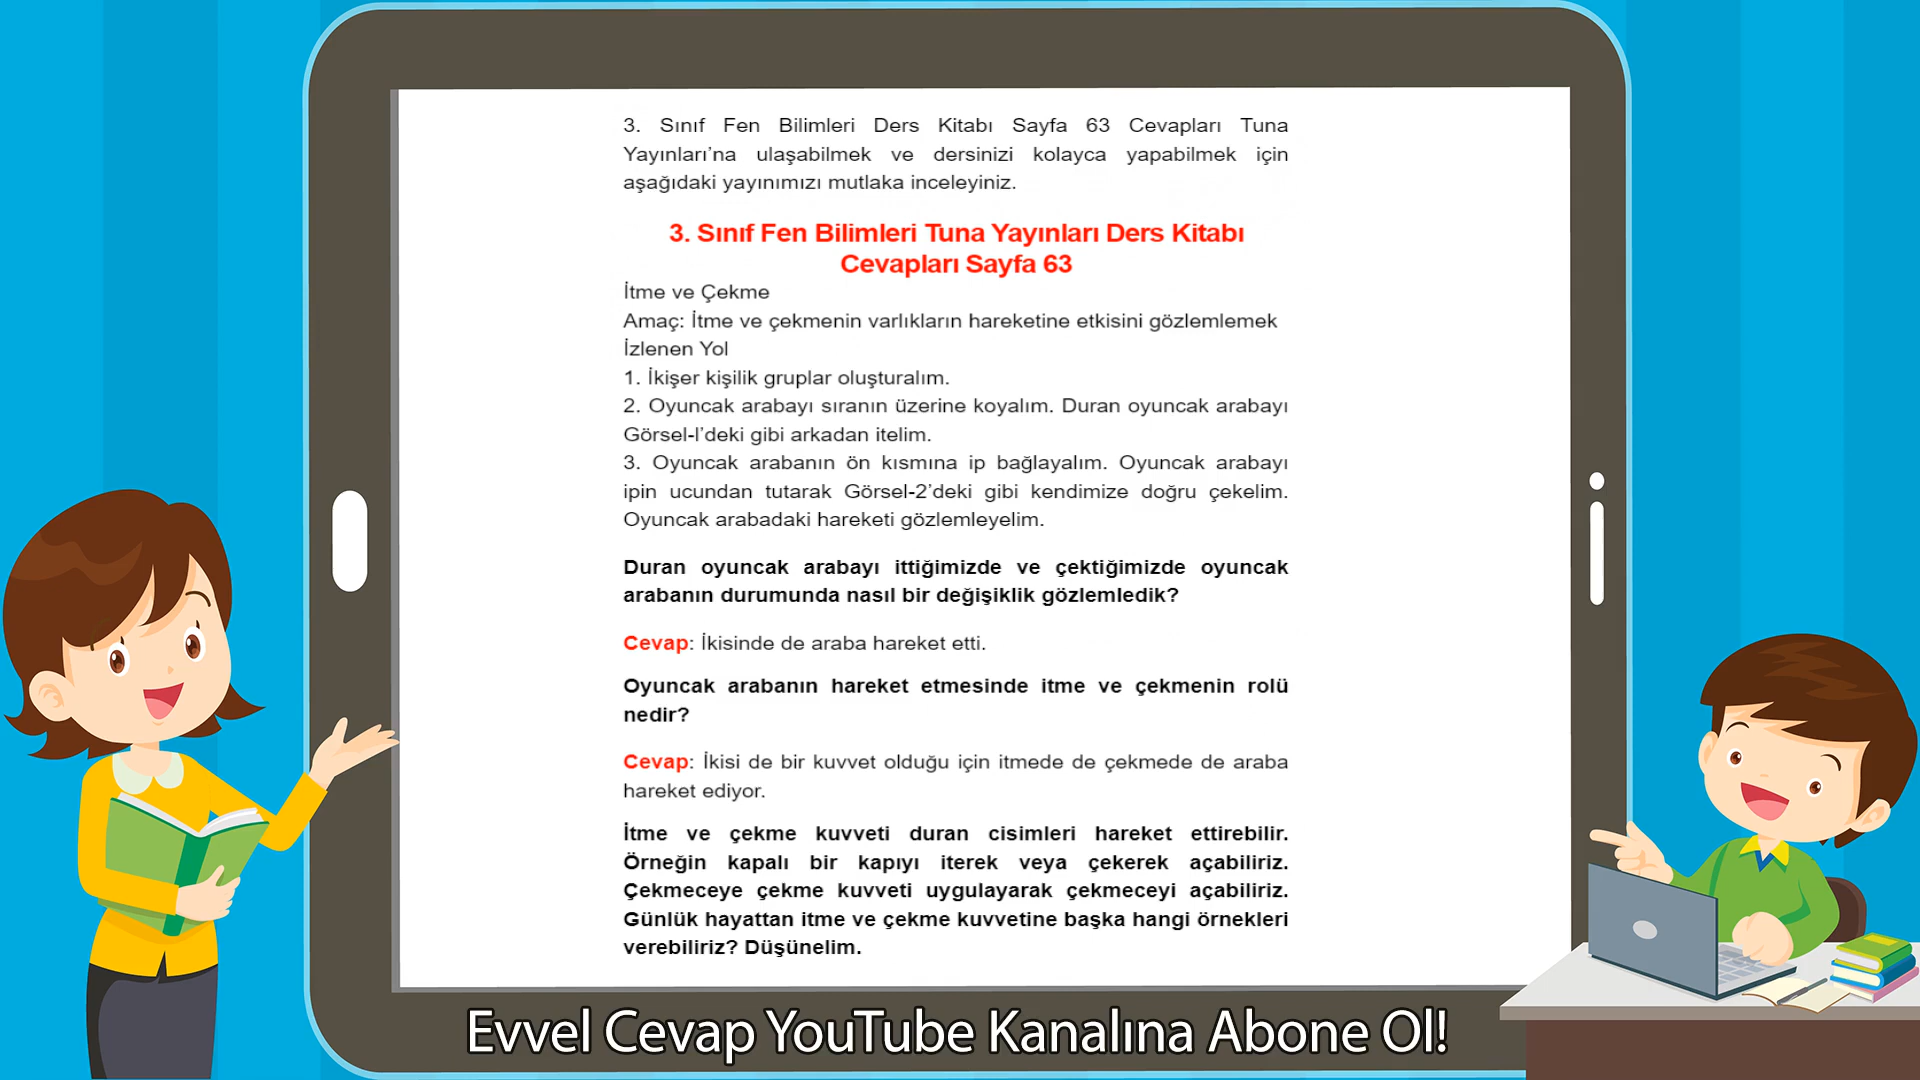 3. Sınıf Fen Bilimleri Ders Kitabı Sayfa 63 Cevapları Tuna
Yayınları’na ulaşabilmek ve dersinizi kolayca yapabilmek için
aşağıdaki yayınımızı mutlaka inceleyiniz.
3. Sınıf Fen Bilimleri Tuna Yayınları Ders Kitabı
Cevapları Sayfa 63
İtme ve Çekme
Amaç: İtme ve çekmenin varlıkların hareketine etkisini gözlemlemek
İzlenen Yol
1. İkişer kişilik gruplar oluşturalım.
2. Oyuncak arabayı sıranın üzerine koyalım. Duran oyuncak arabayı
Görsel-I’deki gibi arkadan itelim.
3. Oyuncak arabanın ön kısmına ip bağlayalım. Oyuncak arabayı
ipin ucundan tutarak Görsel-2’deki gibi kendimize doğru çekelim.
Oyuncak arabadaki hareketi gözlemleyelim.
Duran oyuncak arabayı ittiğimizde ve çektiğimizde oyuncak
arabanın durumunda nasıl bir değişiklik gözlemledik?
Cevap: İkisinde de araba hareket etti.
Oyuncak arabanın hareket etmesinde itme ve çekmenin rolü
nedir?
Cevap: İkisi de bir kuvvet olduğu için itmede de çekmede de araba
hareket ediyor.
İtme ve çekme kuvveti duran cisimleri hareket ettirebilir.
Örneğin kapalı bir kapıyı iterek veya çekerek açabiliriz.
Çekmeceye çekme kuvveti uygulayarak çekmeceyi açabiliriz.
Günlük hayattan itme ve çekme kuvvetine başka hangi örnekleri
verebiliriz? Düşünelim.
Evvel Cevap YouTube Kanalına Abone Ol!